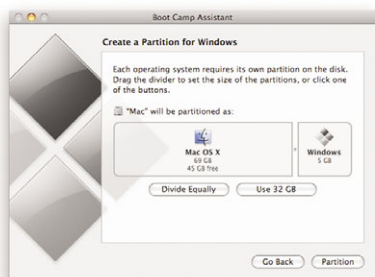 Boot Camp Assistant
Create a Partition for Windows
Each operating system requires its own partition on the disk.
Drag the divider to set the size of the partitions, or click one
of the buttons.
"Mac" will be partitioned as:
Mac OS X
69 GB
45 GB free
Windows
5 GB
Divide Equally
Use 32 GB
Go Back
Partition